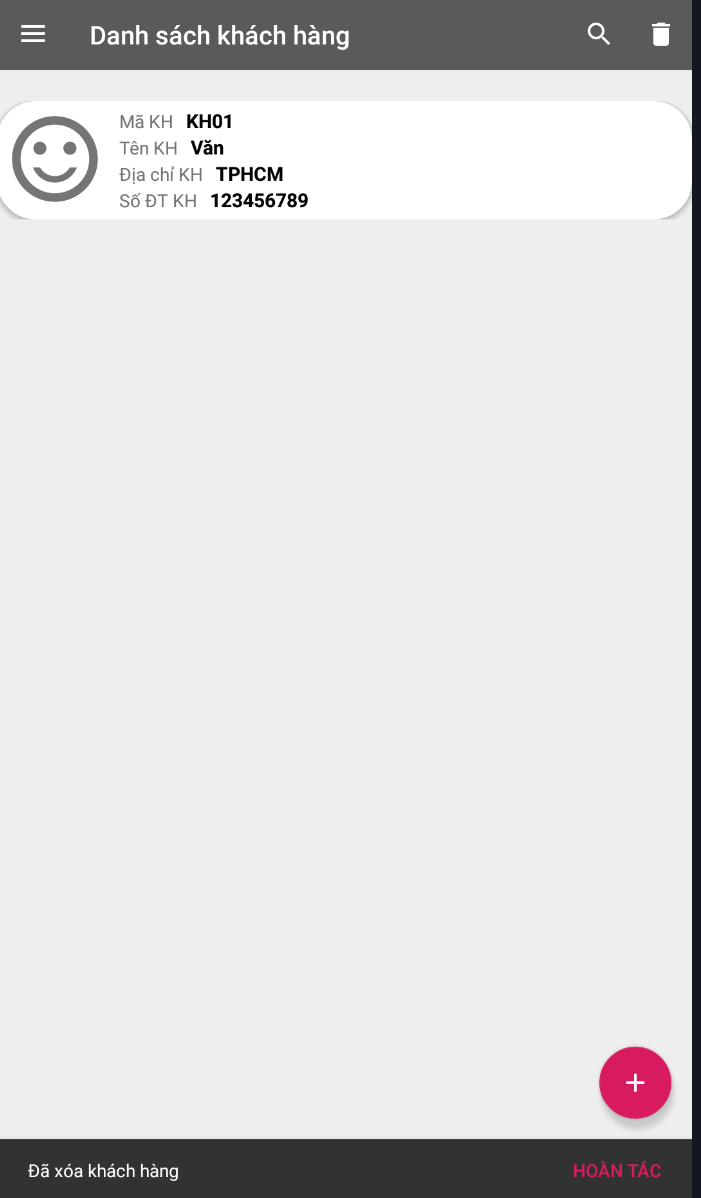 Danh sách khách hàng
Mã KH KH01
Tên KH Văn
Địa chỉ KH TPHCM
Số ĐT KH 123456789
Đã xóa khách hàng HOÀN TÁC